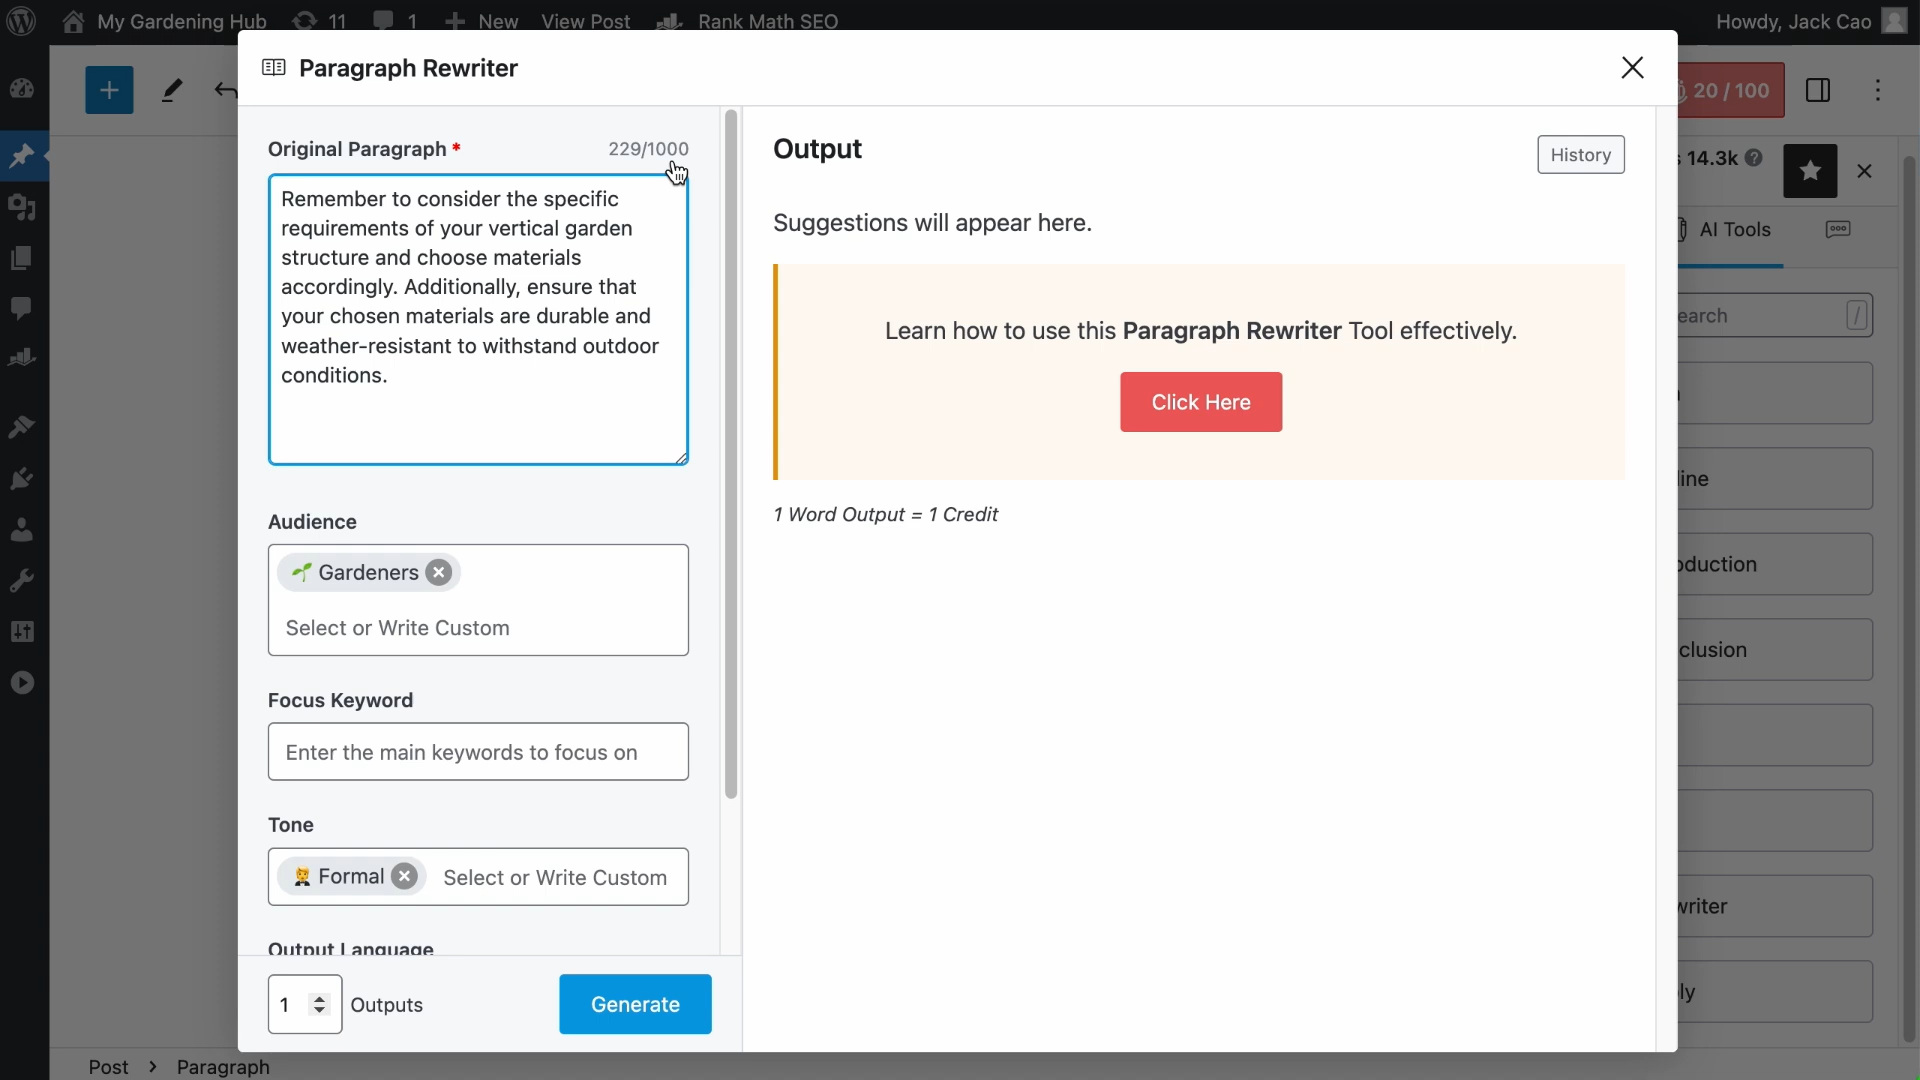 My Gardening Hub 11 1 New View Post Rank Math SEO Howdy, Jack Cao
Paragraph Rewriter
20 / 100
Original Paragraph * 229/1000
Remember to consider the specific
requirements of your vertical garden
structure and choose materials
accordingly. Additionally, ensure that
your chosen materials are durable and
weather-resistant to withstand outdoor
conditions.
Audience
Gardeners
Select or Write Custom
Focus Keyword
Enter the main keywords to focus on
Tone
Formal Select or Write Custom
Output Language
1 Outputs Generate
Output History
Suggestions will appear here.
Learn how to use this Paragraph Rewriter Tool effectively.
Click Here
1 Word Output = 1 Credit
14.3k
AI Tools
earch /
line
oduction
clusion
writer
ly
Post > Paragraph